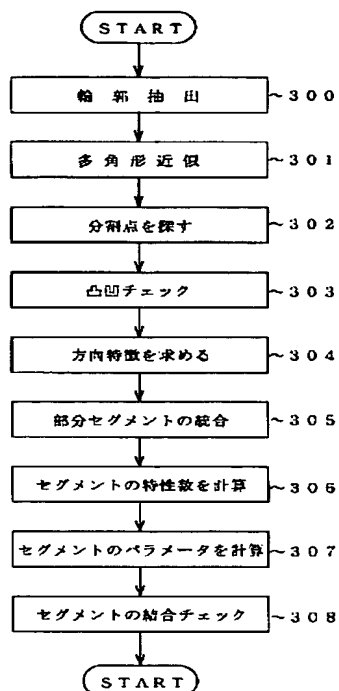 START
輪郭抽出 ~300
多角形近似 ~301
分割点を探す ~302
凸凹チェック ~303
方向特徴を求める ~304
部分セグメントの統合 ~305
セグメントの特性数を計算 ~306
セグメントのパラメータを計算 ~307
セグメントの結合チェック ~308
START